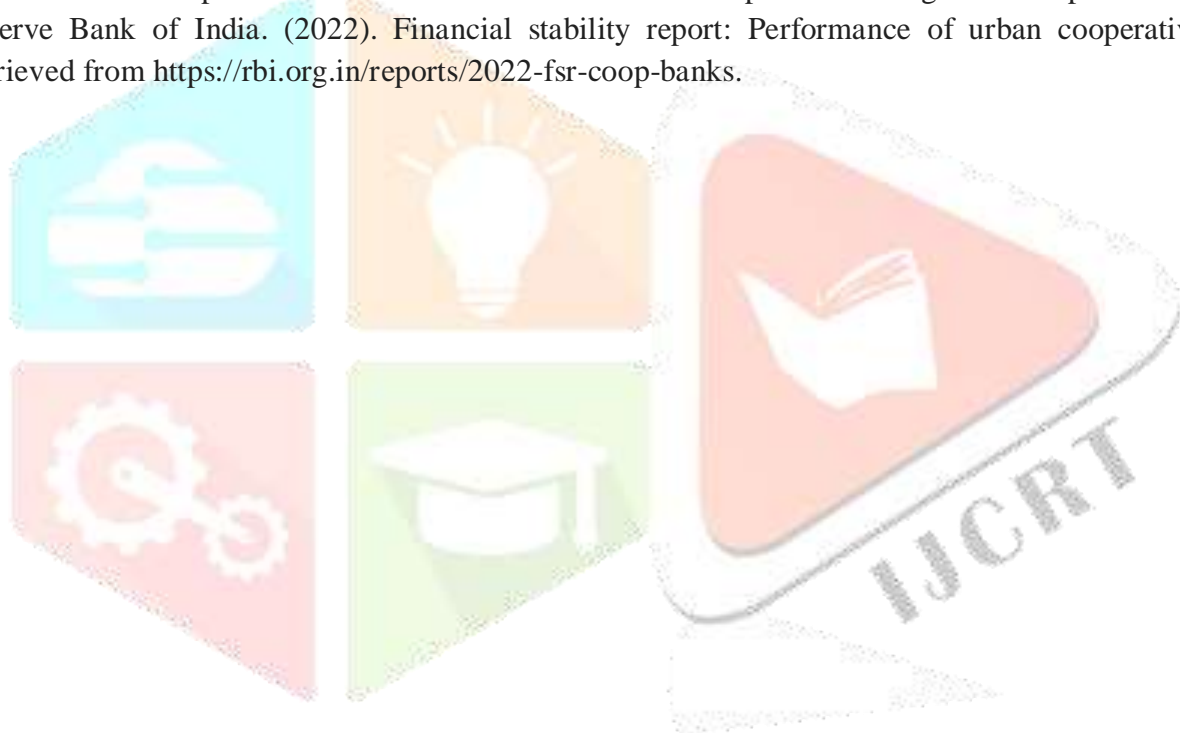 erve Bank of India. (2022). Financial stability report: Performance of urban cooperativ
rieved from https://rbi.org.in/reports/2022-fsr-coop-banks.
IJCRT